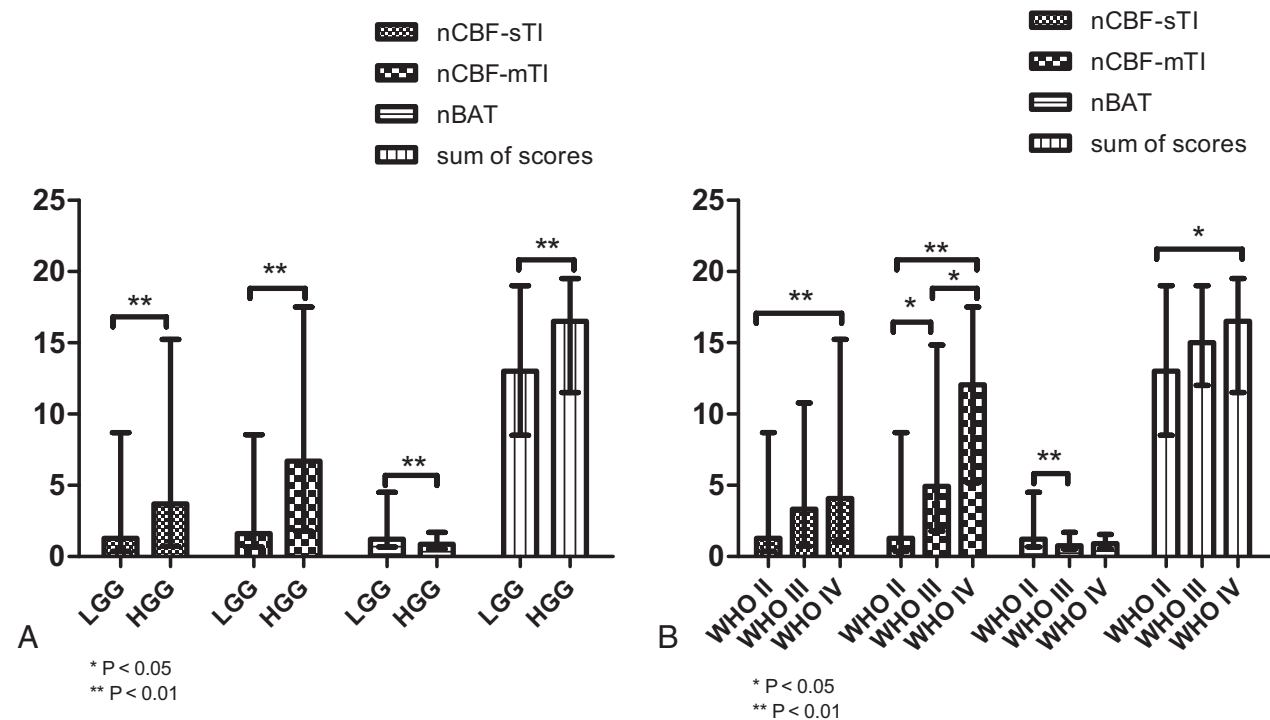 nCBF-sTI
nCBF-mTI
nBAT
sum of scores
25
20
15
10
5
0
**
**
**
**
LGG
HGG
LGG
HGG
LGG
HGG
LGG
HGG
A
* P < 0.05
** P < 0.01
nCBF-sTI
nCBF-mTI
nBAT
sum of scores
25
20
15
10
5
0
**
**
*
*
**
*
WHO II
WHO III
WHO IV
WHO II
WHO III
WHO IV
WHO II
WHO III
WHO IV
WHO II
WHO III
WHO IV
B
* P < 0.05
** P < 0.01